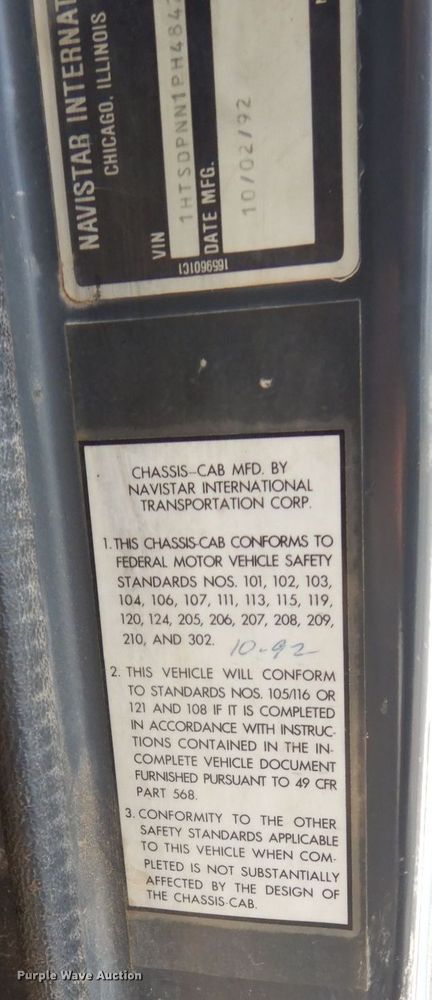 NAVISTAR INTERNAT
CHICAGO, ILLINOIS
VIN 1HTSDPNN1PH484
DATE MFG.
10/02/92
1659601C1
CHASSIS-CAB MFD. BY
NAVISTAR INTERNATIONAL
TRANSPORTATION CORP.
1. THIS CHASSIS-CAB CONFORMS TO
FEDERAL MOTOR VEHICLE SAFETY
STANDARDS NOS. 101, 102, 103,
104, 106, 107, 111, 113, 115, 119,
120, 124, 205, 206, 207, 208, 209,
210, AND 302. 10-92
2. THIS VEHICLE WILL CONFORM
TO STANDARDS NOS. 105/116 OR
121 AND 108 IF IT IS COMPLETED
IN ACCORDANCE WITH INSTRUC-
TIONS CONTAINED IN THE IN-
COMPLETE VEHICLE DOCUMENT
FURNISHED PURSUANT TO 49 CFR
PART 568.
3. CONFORMITY TO THE OTHER
SAFETY STANDARDS APPLICABLE
TO THIS VEHICLE WHEN COM-
PLETED IS NOT SUBSTANTIALLY
AFFECTED BY THE DESIGN OF
THE CHASSIS-CAB.
Purple Wave Auction